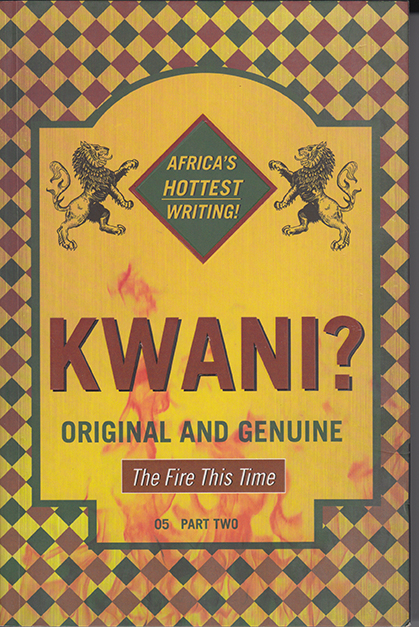 AFRICA'S
HOTTEST
WRITING!
KWANI?
ORIGINAL AND GENUINE
The Fire This Time
05 PART TWO